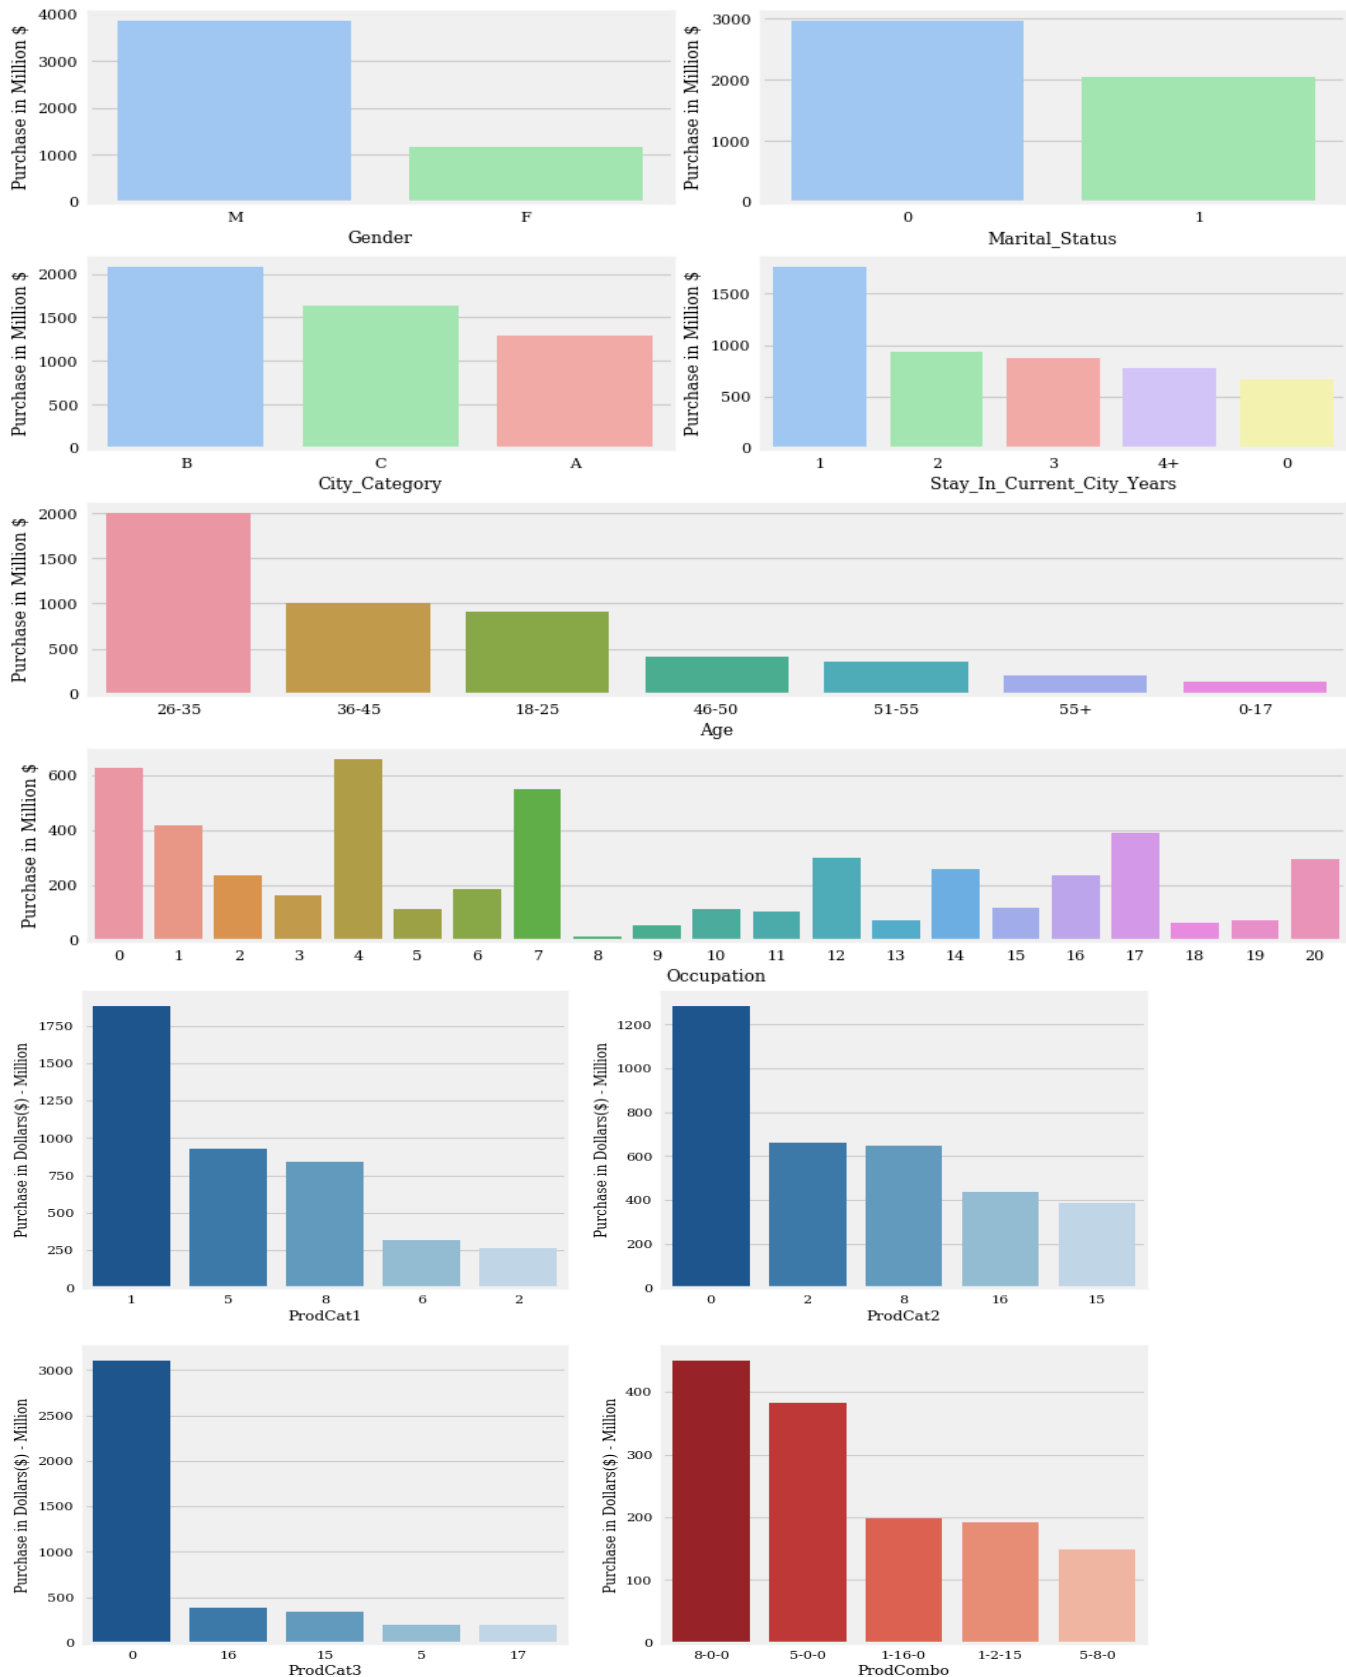 Purchase in Million $
4000
3000
2000
1000
0
M F
Gender
Purchase in Million $
3000
2000
1000
0
0 1
Marital_Status
Purchase in Million $
2000
1500
1000
500
0
B C A
City_Category
Purchase in Million $
1500
1000
500
0
1 2 3 4+ 0
Stay_In_Current_City_Years
Purchase in Million $
2000
1500
1000
500
0
26-35 36-45 18-25 46-50 51-55 55+ 0-17
Age
Purchase in Million $
600
400
200
0
0 1 2 3 4 5 6 7 8 9 10 11 12 13 14 15 16 17 18 19 20
Occupation
Purchase in Dollars($) - Million
1750
1500
1250
1000
750
500
250
0
1 5 8 6 2
ProdCat1
Purchase in Dollars($) - Million
1200
1000
800
600
400
200
0
0 2 8 16 15
ProdCat2
Purchase in Dollars($) - Million
3000
2500
2000
1500
1000
500
0
0 16 15 5 17
ProdCat3
Purchase in Dollars($) - Million
400
300
200
100
0
8-0-0 5-0-0 1-16-0 1-2-15 5-8-0
ProdCombo